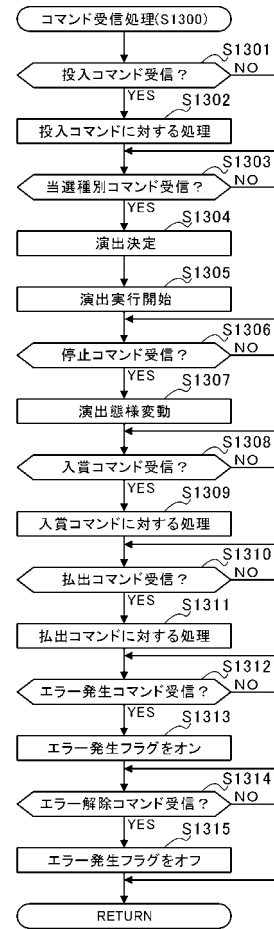 コマンド受信処理(S1300)
S1301
投入コマンド受信？
NO
YES
S1302
投入コマンドに対する処理
S1303
当選種別コマンド受信？
NO
YES
S1304
演出決定
S1305
演出実行開始
S1306
停止コマンド受信？
NO
YES
S1307
演出態様変動
S1308
入賞コマンド受信？
NO
YES
S1309
入賞コマンドに対する処理
S1310
払出コマンド受信？
NO
YES
S1311
払出コマンドに対する処理
S1312
エラー発生コマンド受信？
NO
YES
S1313
エラー発生フラグをオン
S1314
エラー解除コマンド受信？
NO
YES
S1315
エラー発生フラグをオフ
RETURN